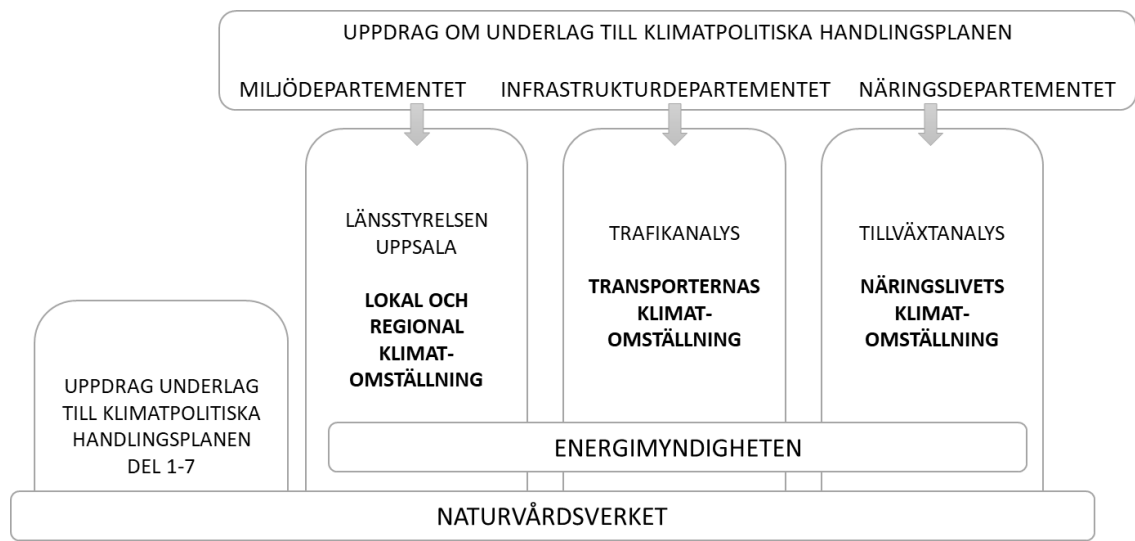 UPPDRAG OM UNDERLAG TILL KLIMATPOLITISKA HANDLINGSPLANEN
MILJÖDEPARTEMENTET INFRASTRUKTURDEPARTEMENTET NÄRINGSDEPARTEMENTET
LÄNSSTYRELSEN
UPPSALA
LOKAL OCH
REGIONAL
KLIMAT-
OMSTÄLLNING
TRAFIKANALYS
TRANSPORTERNAS
KLIMAT-
OMSTÄLLNING
TILLVÄXTANALYS
NÄRINGSLIVETS
KLIMAT-
OMSTÄLLNING
UPPDRAG UNDERLAG
TILL KLIMATPOLITISKA
HANDLINGSPLANEN
DEL 1-7
ENERGIMYNDIGHETEN
NATURVÅRDSVERKET